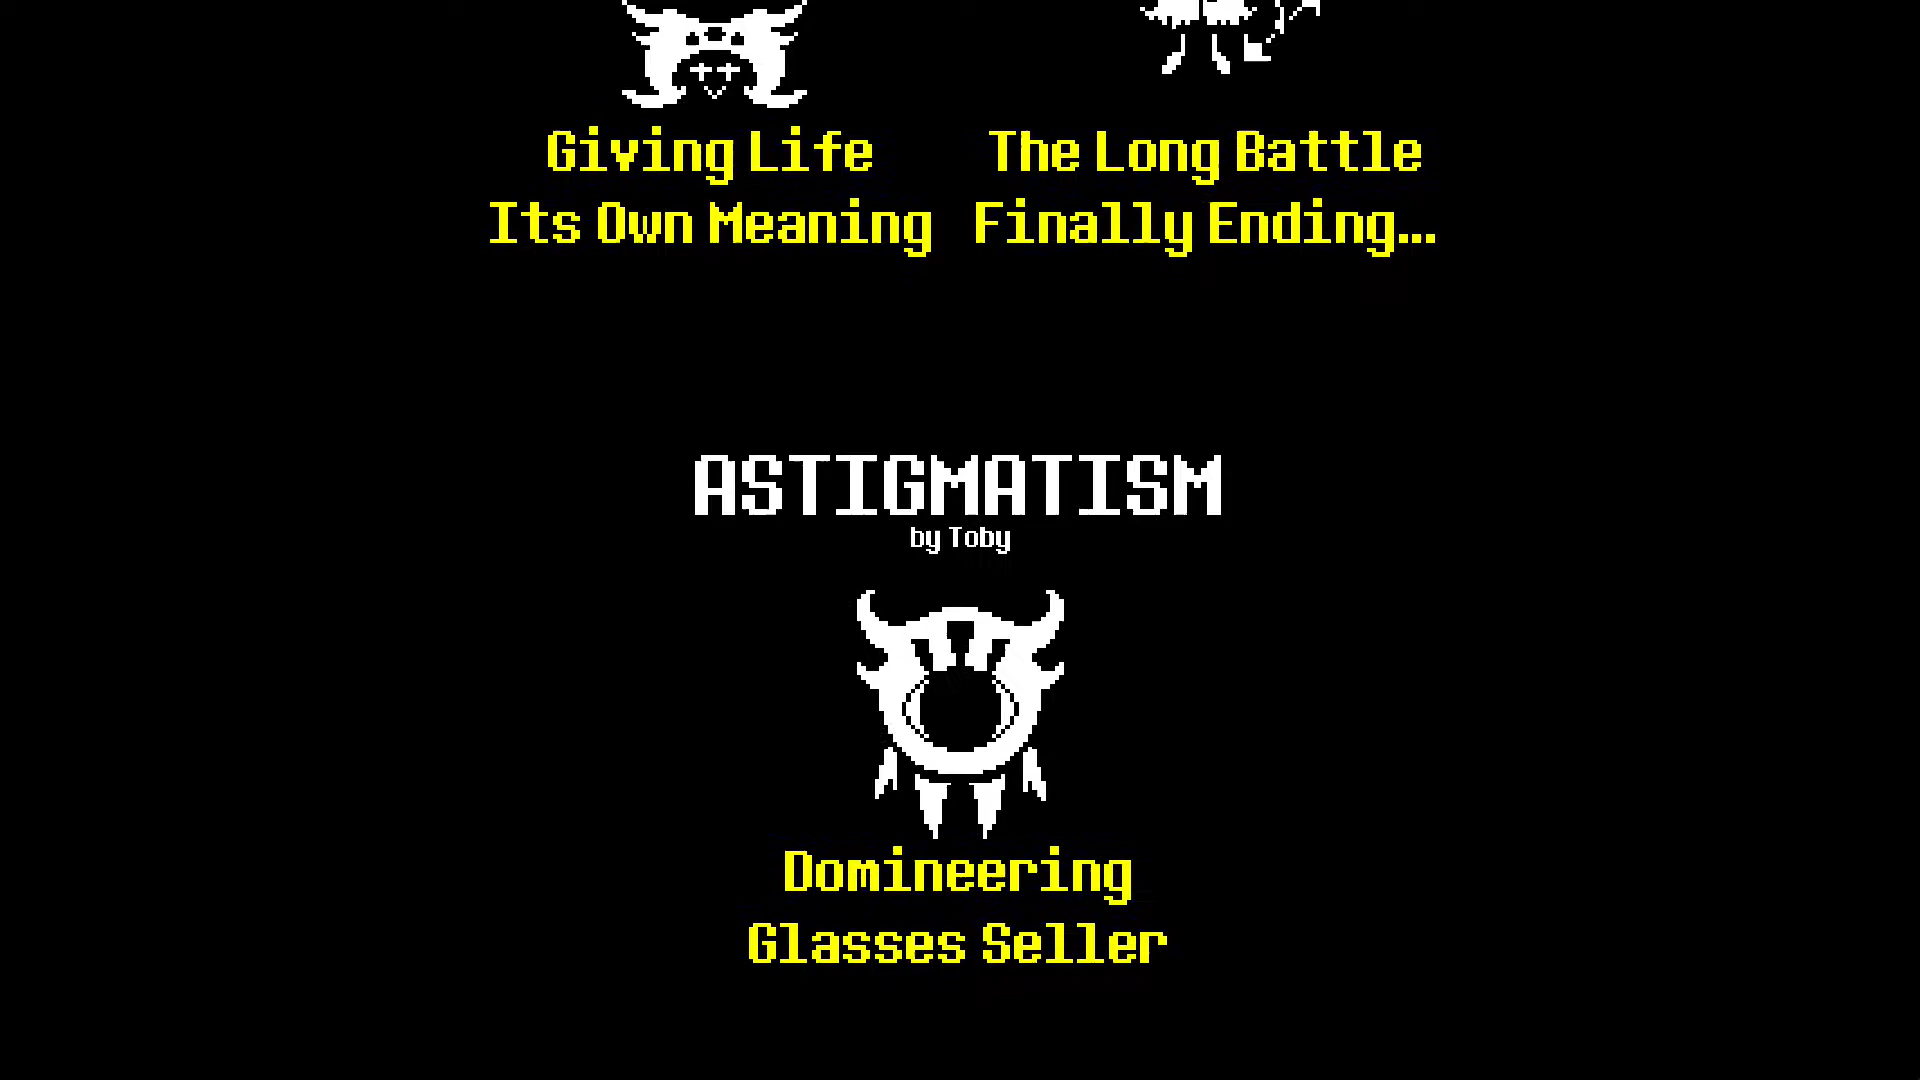 Giving Life
Its Own Meaning
The Long Battle
Finally Ending...
ASTIGMATISM
by Toby
Domineering
Glasses Seller